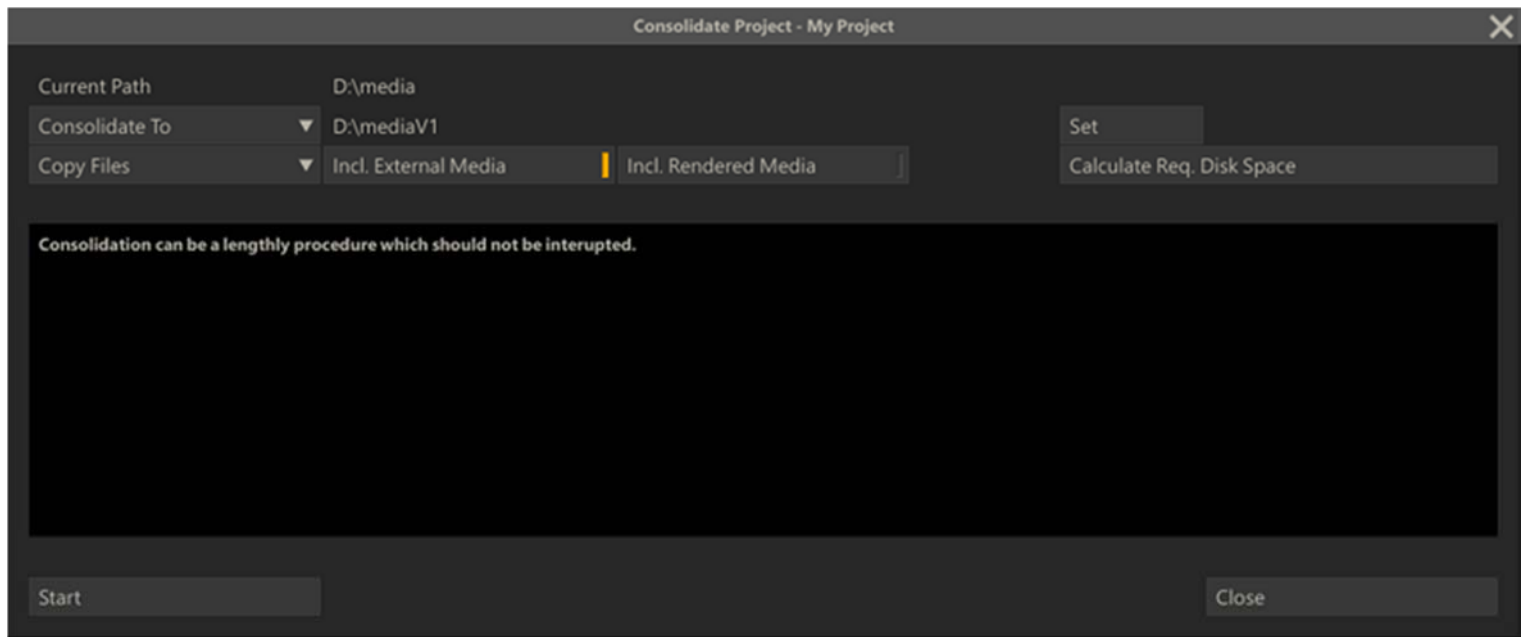 Consolidate Project - My Project
Current Path D:\media
Consolidate To D:\mediaV1 Set
Copy Files Incl. External Media Incl. Rendered Media Calculate Req. Disk Space
Consolidation can be a lengthly procedure which should not be interupted.
Start Close